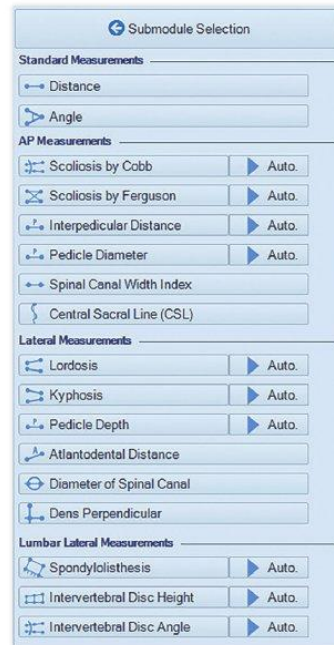 Submodule Selection
Standard Measurements
Distance
Angle
AP Measurements
Scoliosis by Cobb Auto.
Scoliosis by Ferguson Auto.
Interpedicular Distance Auto.
Pedicle Diameter Auto.
Spinal Canal Width Index
Central Sacral Line (CSL)
Lateral Measurements
Lordosis Auto.
Kyphosis Auto.
Pedicle Depth Auto.
Atlantodental Distance
Diameter of Spinal Canal
Dens Perpendicular
Lumbar Lateral Measurements
Spondylolisthesis Auto.
Intervertebral Disc Height Auto.
Intervertebral Disc Angle Auto.